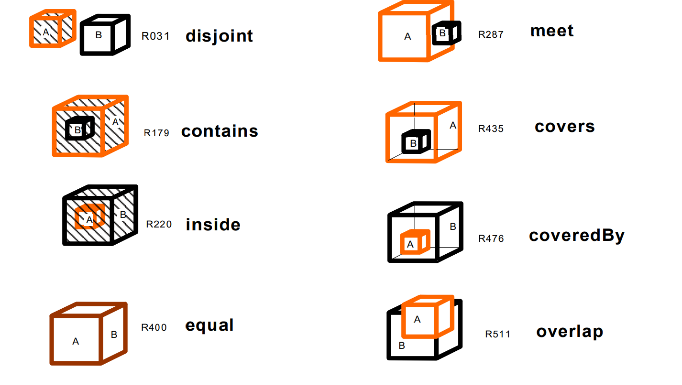 A B R031 disjoint
A B R287 meet
B A R179 contains
B A R435 covers
A B R220 inside
A B R476 coveredBy
A B R400 equal
A B R511 overlap